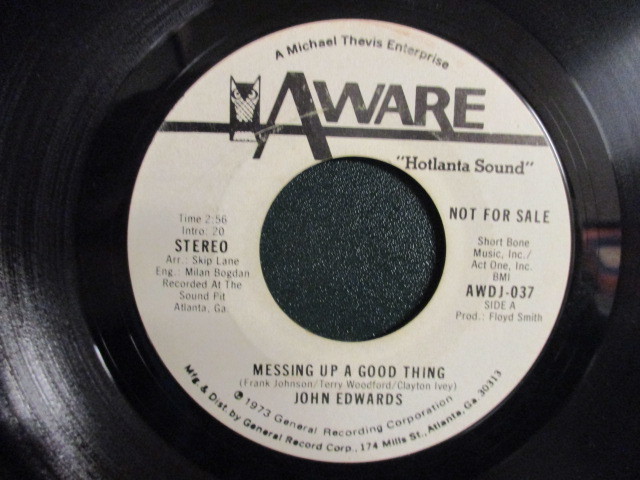 A Michael Thevis Enterprise
AWARE
"Hotlanta Sound"
Time 2:56
Intro: 20
STEREO
Arr.: Skip Lane
Eng.: Milan Bogdan
Recorded At The
Sound Pit
Atlanta, Ga.
NOT FOR SALE
Short Bone
Music, Inc./
Act One, Inc.
BMI
AWDJ-037
SIDE A
Prod.: Floyd Smith
MESSING UP A GOOD THING
(Frank Johnson/Terry Woodford/Clayton Ivey)
JOHN EDWARDS
℗1973 General Recording Corporation
Mfg. & Dist. by General Record Corp., 174 Mills St., Atlanta, Ga. 30313